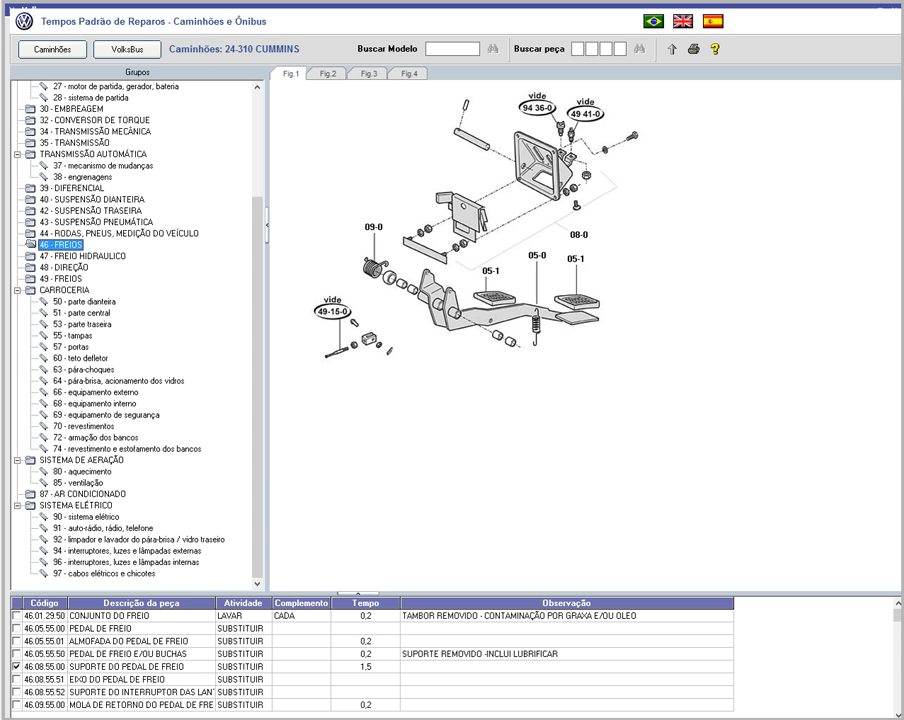 Tempos Padrão de Reparos - Caminhões e Ônibus
Caminhões VolksBus Caminhões: 24-310 CUMMINS Buscar Modelo Buscar peça
Grupos
27 - motor de partida, gerador, bateria
28 - sistema de partida
30 - EMBREAGEM
32 - CONVERSOR DE TORQUE
34 - TRANSMISSÃO MECÂNICA
35 - TRANSMISSÃO
TRANSMISSÃO AUTOMÁTICA
37 - mecanismo de mudanças
38 - engrenagens
39 - DIFERENCIAL
40 - SUSPENSÃO DIANTEIRA
42 - SUSPENSÃO TRASEIRA
43 - SUSPENSÃO PNEUMÁTICA
44 - RODAS, PNEUS, MEDIÇÃO DO VEÍCULO
46 - FREIOS
47 - FREIO HIDRAULICO
48 - DIREÇÃO
49 - FREIOS
CARROCERIA
50 - parte dianteira
51 - parte central
53 - parte traseira
55 - tampas
57 - portas
60 - teto defletor
63 - pára-choques
64 - pára-brisa, acionamento dos vidros
66 - equipamento externo
68 - equipamento interno
69 - equipamento de segurança
70 - revestimentos
72 - armação dos bancos
74 - revestimento e estofamento dos bancos
SISTEMA DE AERAÇÃO
80 - aquecimento
85 - ventilação
87 - AR CONDICIONADO
SISTEMA ELÉTRICO
90 - sistema elétrico
91 - auto-rádio, rádio, telefone
92 - limpador e lavador do pára-brisa / vidro traseiro
94 - interruptores, luzes e lâmpadas externas
96 - interruptores, luzes e lâmpadas internas
97 - cabos elétricos e chicotes
Fig.1 Fig.2 Fig.3 Fig.4
vide
94 36-0
vide
49 41-0
09-0
08-0
05-1
05-0
05-1
vide
49-15-0
Código Descrição da peça Atividade Complemento Tempo Observação
46.01.29.50 CONJUNTO DO FREIO LAVAR CADA 0,2 TAMBOR REMOVIDO - CONTAMINAÇÃO POR GRAXA E/OU OLEO
46.05.55.00 PEDAL DE FREIO SUBSTITUIR
46.05.55.01 ALMOFADA DO PEDAL DE FREIO SUBSTITUIR 0,2
46.05.55.50 PEDAL DE FREIO E/OU BUCHAS SUBSTITUIR 0,2 SUPORTE REMOVIDO -INCLUI LUBRIFICAR
46.08.55.00 SUPORTE DO PEDAL DE FREIO SUBSTITUIR 1,5
46.08.55.51 EIXO DO PEDAL DE FREIO SUBSTITUIR
46.08.55.52 SUPORTE DO INTERRUPTOR DAS LAN SUBSTITUIR
46.09.55.00 MOLA DE RETORNO DO PEDAL DE FRE SUBSTITUIR 0,2